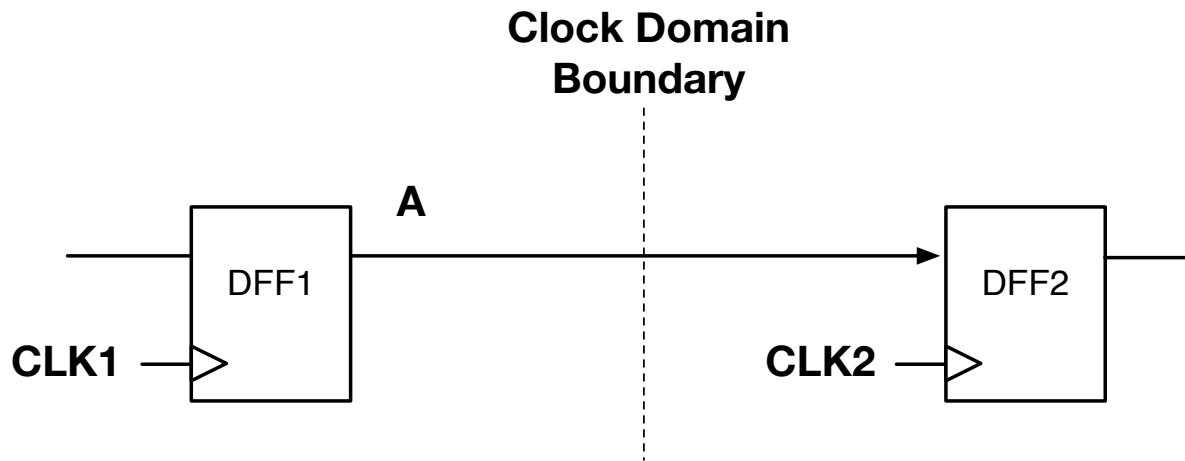 Clock Domain
Boundary
A
DFF1
DFF2
CLK1
CLK2